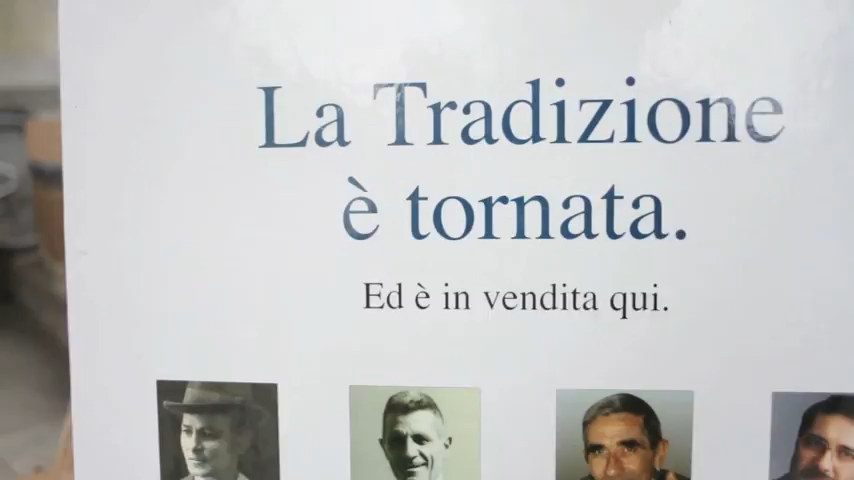 La Tradizione
è tornata.
Ed è in vendita qui.